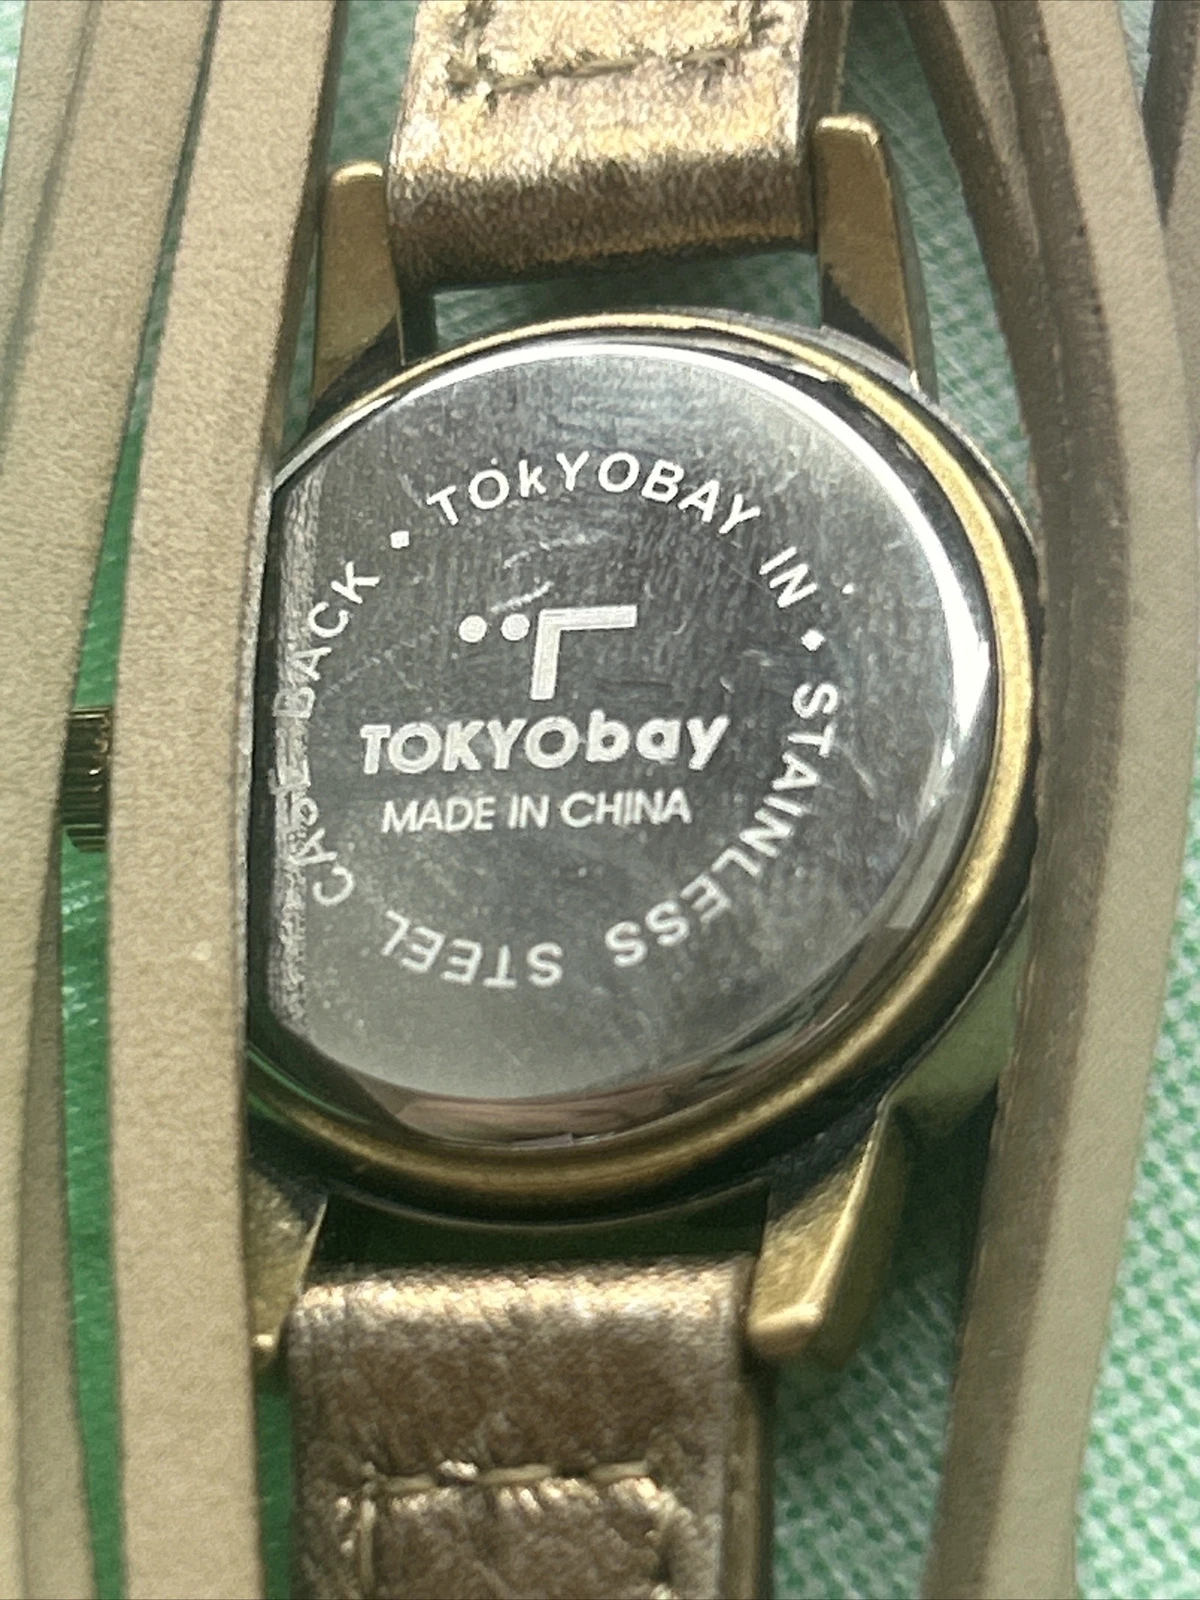 TOkYOBAY IN • STAINLESS STEEL CASE BACK •
TOKYObay
MADE IN CHINA